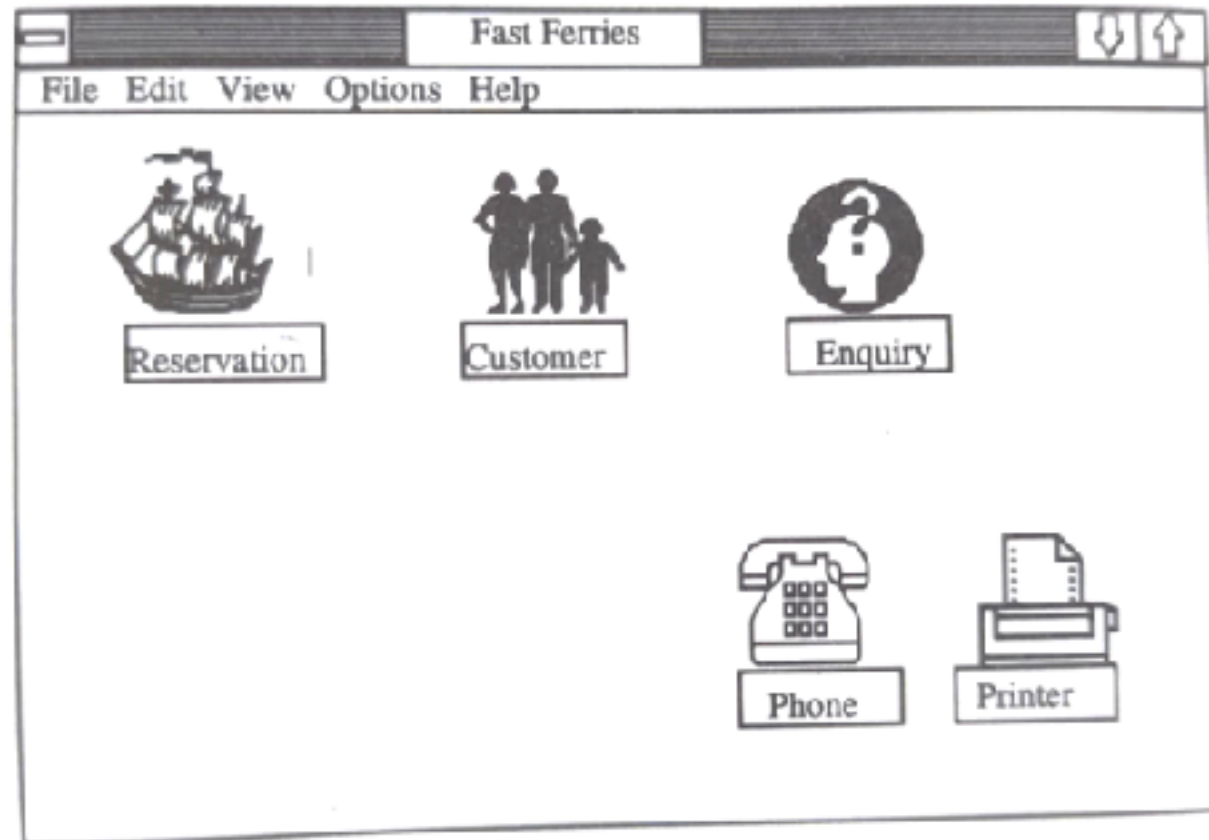 Fast Ferries
File Edit View Options Help
Reservation Customer Enquiry
Phone Printer